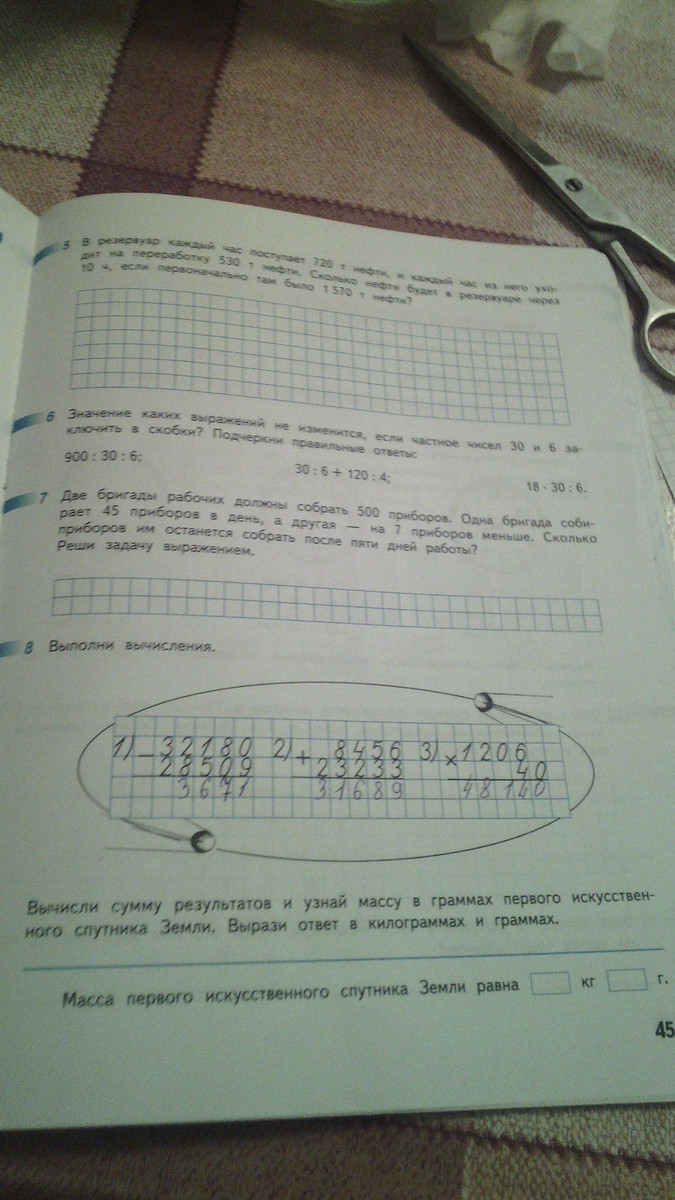 5 В резервуар каждый час поступает 720 т нефти, и каждый час из него ухо-
дит на переработку 530 т нефти. Сколько нефти будет в резервуаре через
10 ч, если первоначально там было 1 570 т нефти?
6 Значение каких выражений не изменится, если частное чисел 30 и 6 за-
ключить в скобки? Подчеркни правильные ответы:
900 : 30 : 6; 30 : 6 + 120 : 4; 18 · 30 : 6.
7 Две бригады рабочих должны собрать 500 приборов. Одна бригада соби-
рает 45 приборов в день, а другая — на 7 приборов меньше. Сколько
приборов им останется собрать после пяти дней работы?
Реши задачу выражением.
8 Выполни вычисления.
1) – 32180 2) + 8456 3) × 1206
28509 23233 40
3671 31689 48140
Вычисли сумму результатов и узнай массу в граммах первого искусствен-
ного спутника Земли. Вырази ответ в килограммах и граммах.
Масса первого искусственного спутника Земли равна кг г.
45